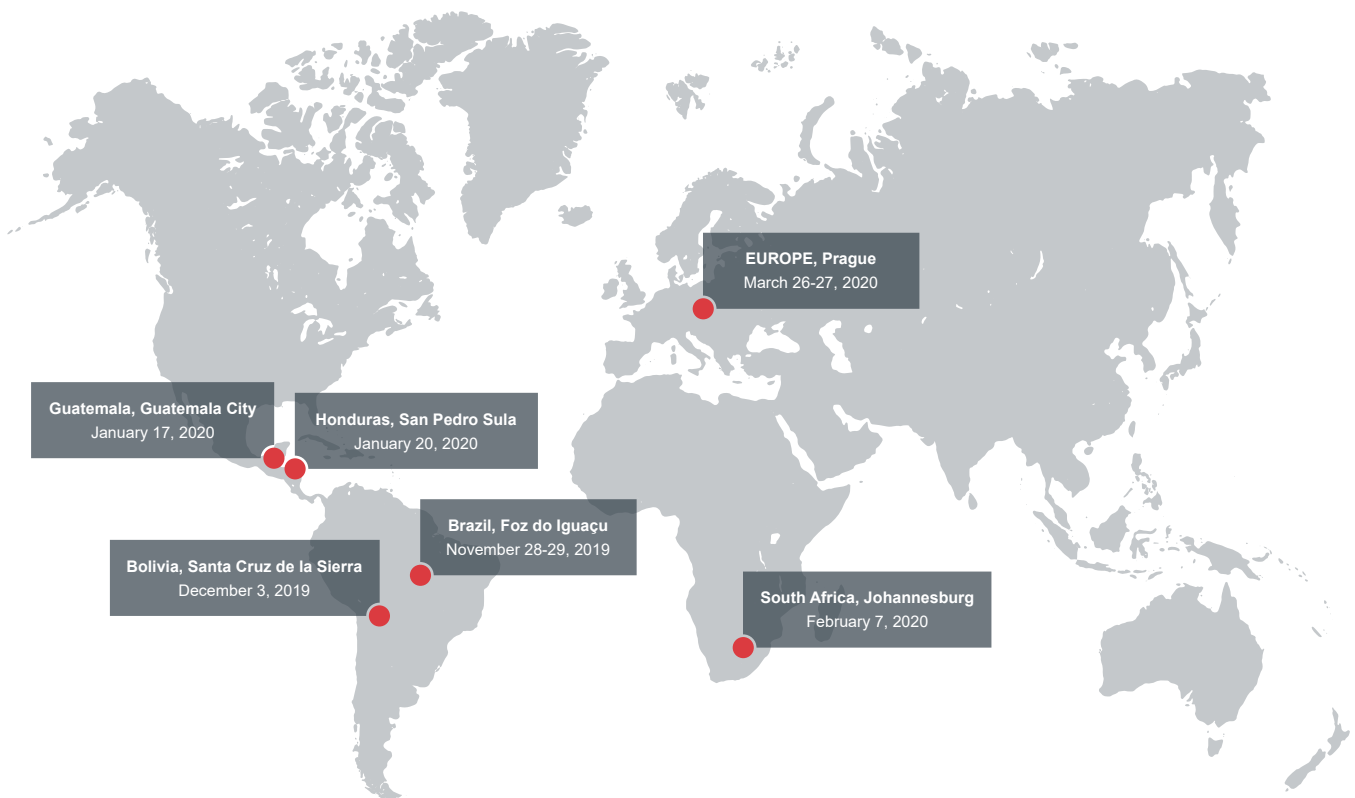 EUROPE, Prague
March 26-27, 2020
Guatemala, Guatemala City
January 17, 2020
Honduras, San Pedro Sula
January 20, 2020
Brazil, Foz do Iguaçu
November 28-29, 2019
Bolivia, Santa Cruz de la Sierra
December 3, 2019
South Africa, Johannesburg
February 7, 2020